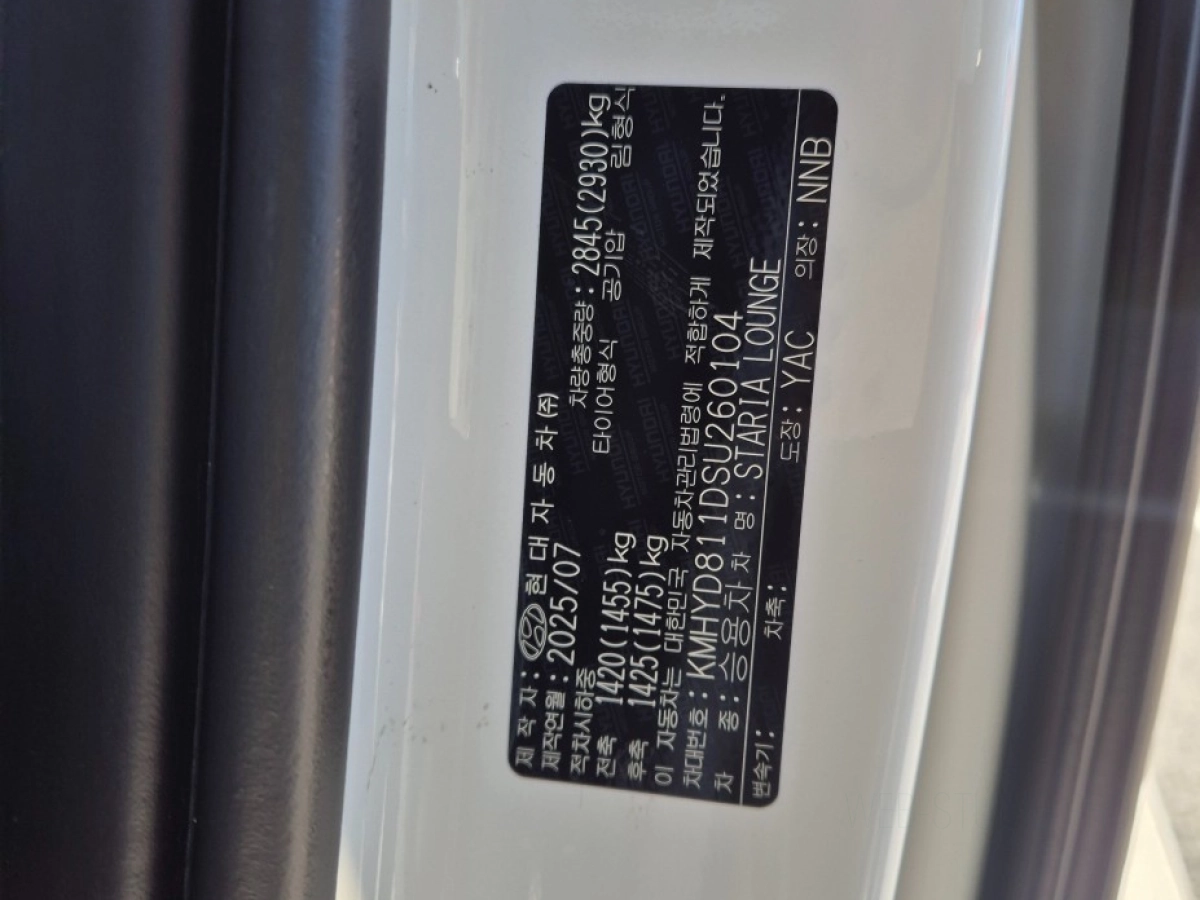 제 작 자 : 현 대 자 동 차 (주)
제작연월 : 2025/07 차량총중량 : 2845(2930)kg
적차시하중 타이어형식 공기압 림형식
전축 1420(1455)kg
후축 1425(1475)kg
이 자동차는 대한민국 자동차관리법령에 적합하게 제작되었습니다.
차대번호 : KMHYD811DSU260104
차 종 : 승용차 차 명 : STARIA LOUNGE
변속기 : 차축 : 도장 : YAC 의장 : NNB